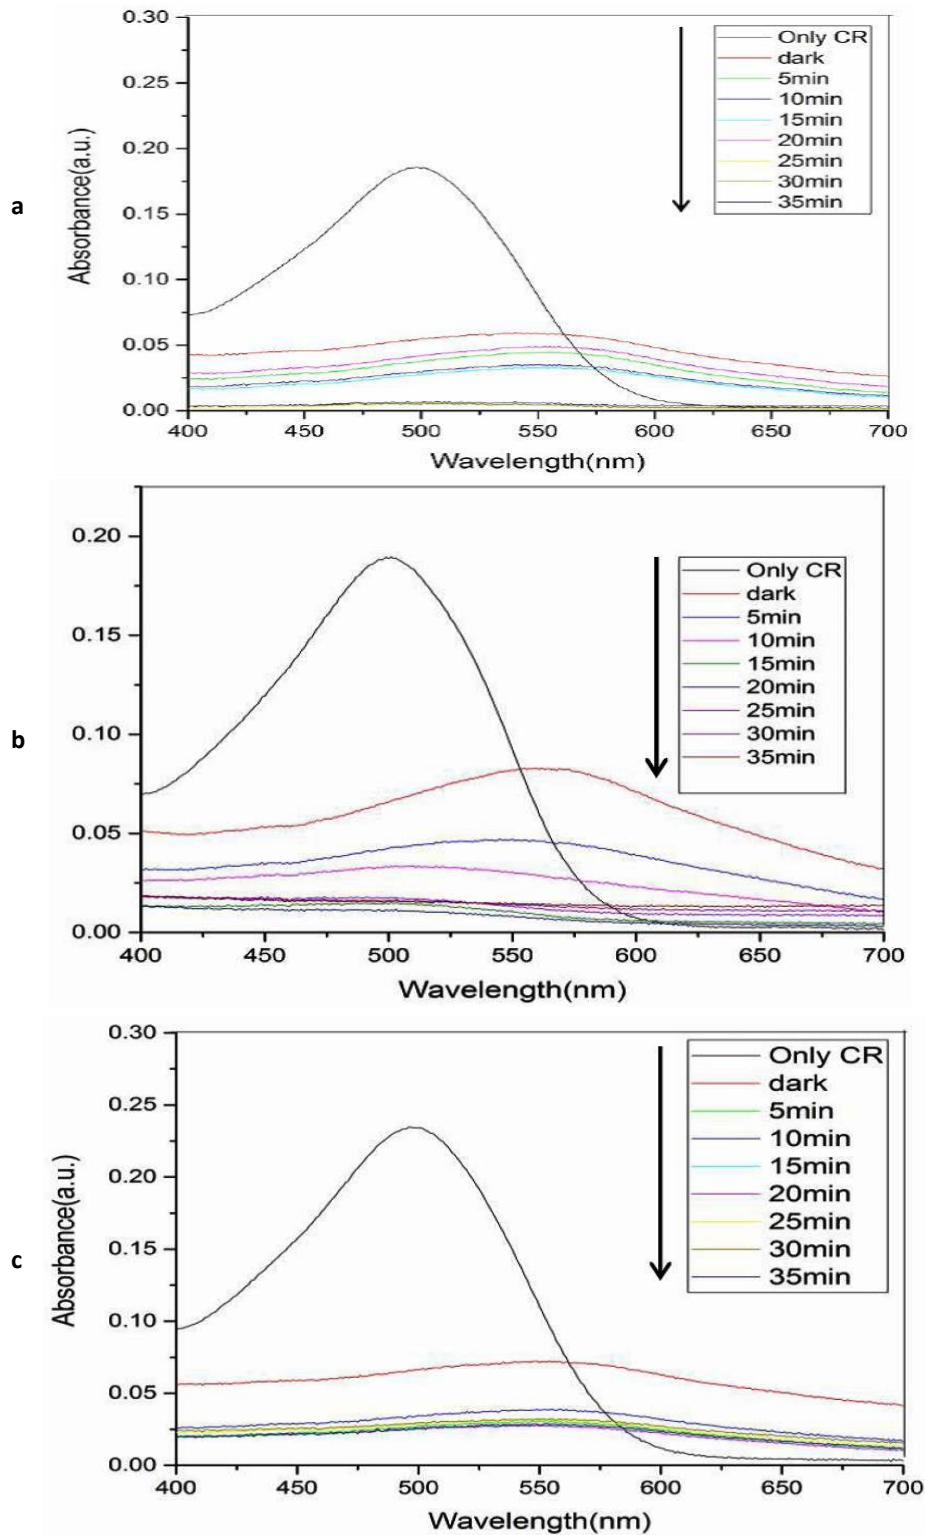 a
Absorbance(a.u.)
0.30
0.25
0.20
0.15
0.10
0.05
0.00
400 450 500 550 600 650 700
Wavelength(nm)
Only CR
dark
5min
10min
15min
20min
25min
30min
35min
b
0.20
0.15
0.10
0.05
0.00
400 450 500 550 600 650 700
Wavelength(nm)
Only CR
dark
5min
10min
15min
20min
25min
30min
35min
c
Absorbance(a.u.)
0.30
0.25
0.20
0.15
0.10
0.05
0.00
400 450 500 550 600 650 700
Wavelength(nm)
Only CR
dark
5min
10min
15min
20min
25min
30min
35min